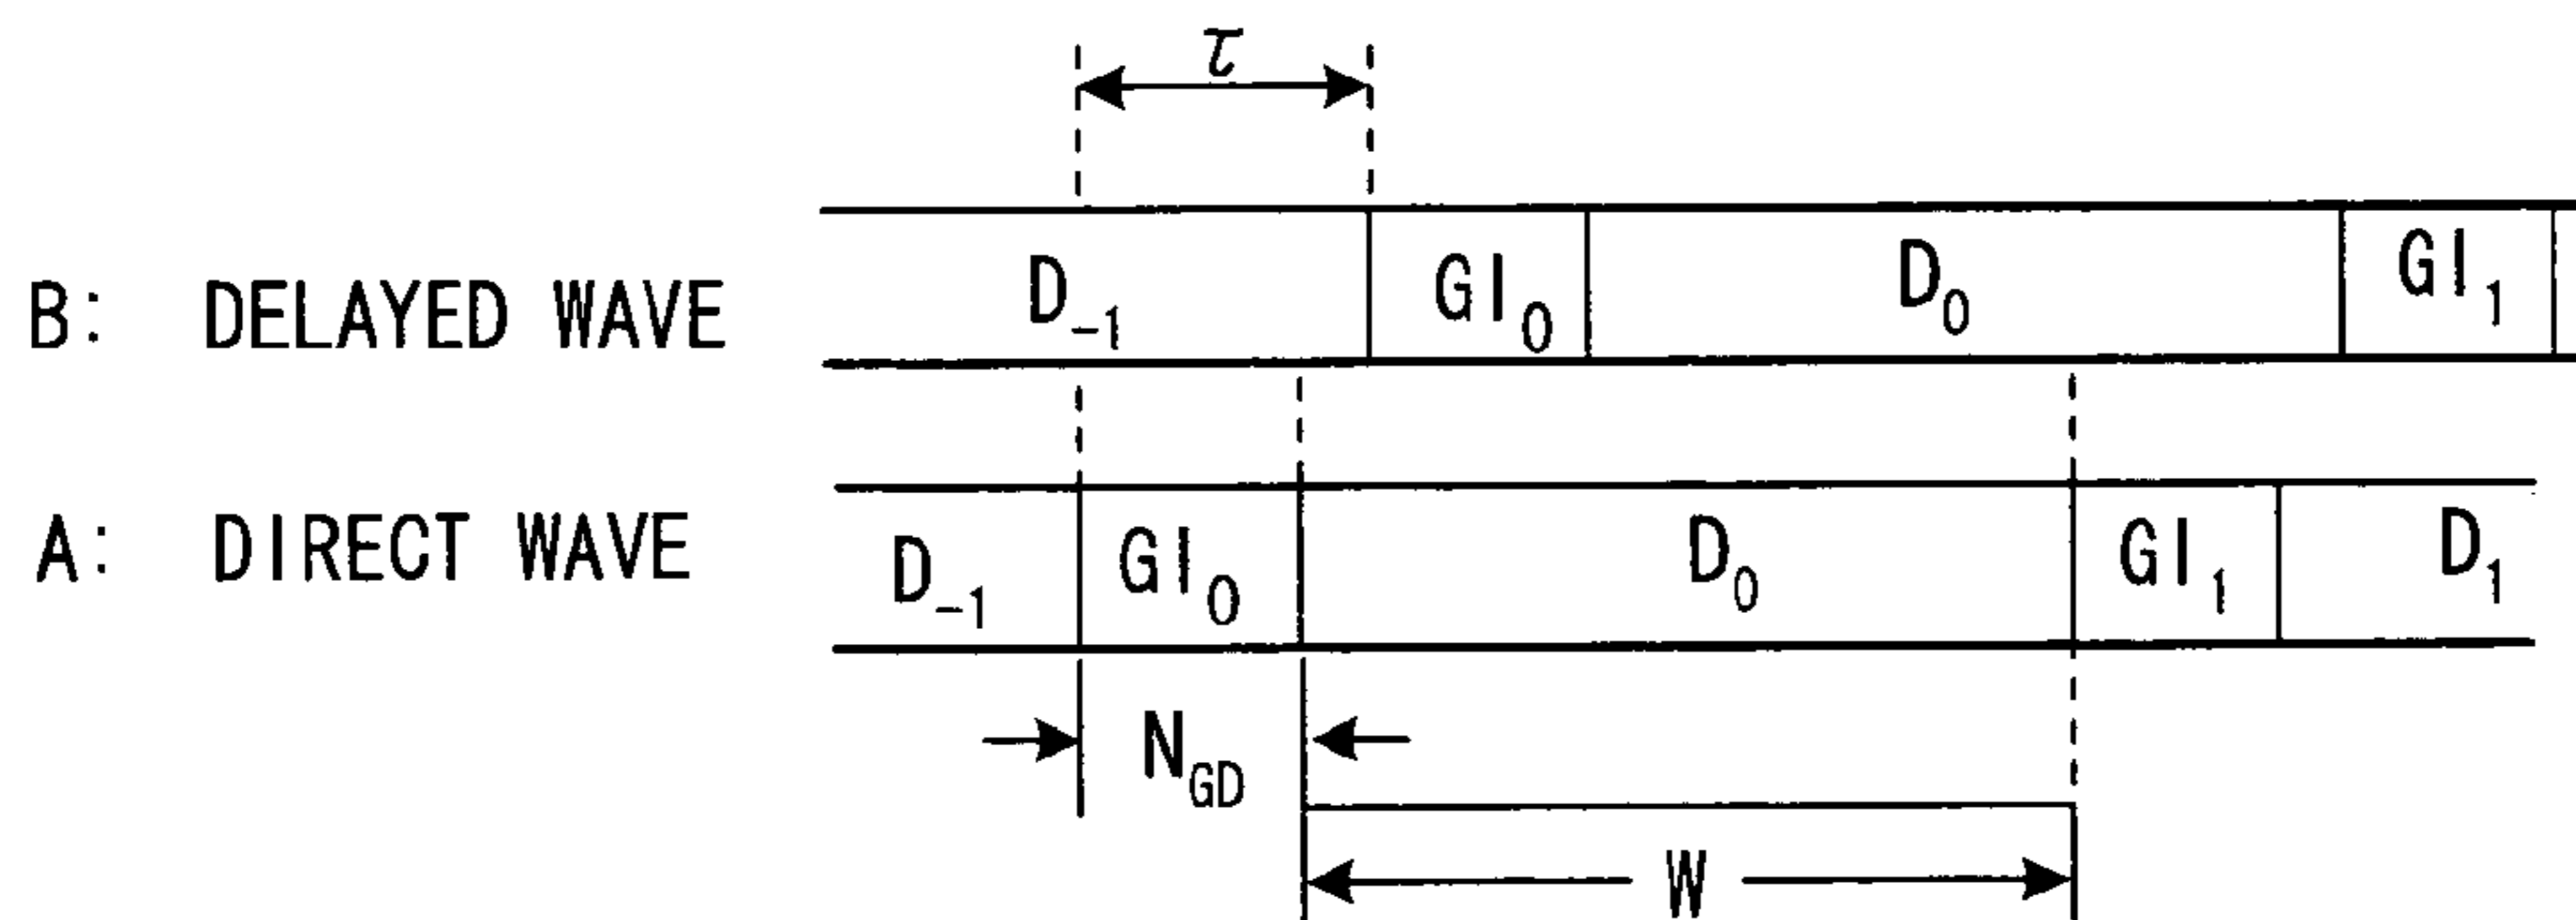 τ
B: DELAYED WAVE D₋₁ GI₀ D₀ GI₁
A: DIRECT WAVE D₋₁ GI₀ D₀ GI₁ D₁
N_GD
W